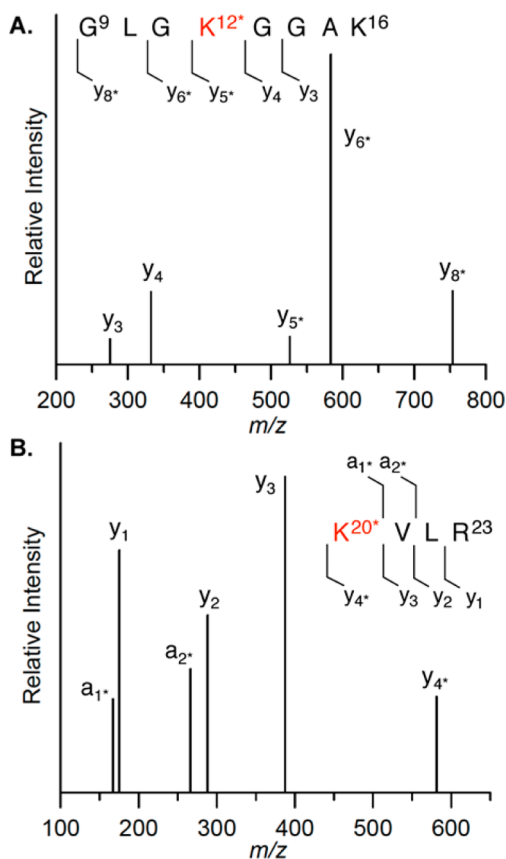 A.
G⁹ L G K¹²* G G A K¹⁶
y₈* y₆* y₅* y₄ y₃
Relative Intensity
y₆*
y₄
y₈*
y₃
y₅*
200 300 400 500 600 700 800
m/z
B.
a₁* a₂*
y₃
K²⁰* V L R²³
y₁
y₄* y₃ y₂ y₁
y₂
Relative Intensity
a₂*
y₄*
a₁*
100 200 300 400 500 600
m/z